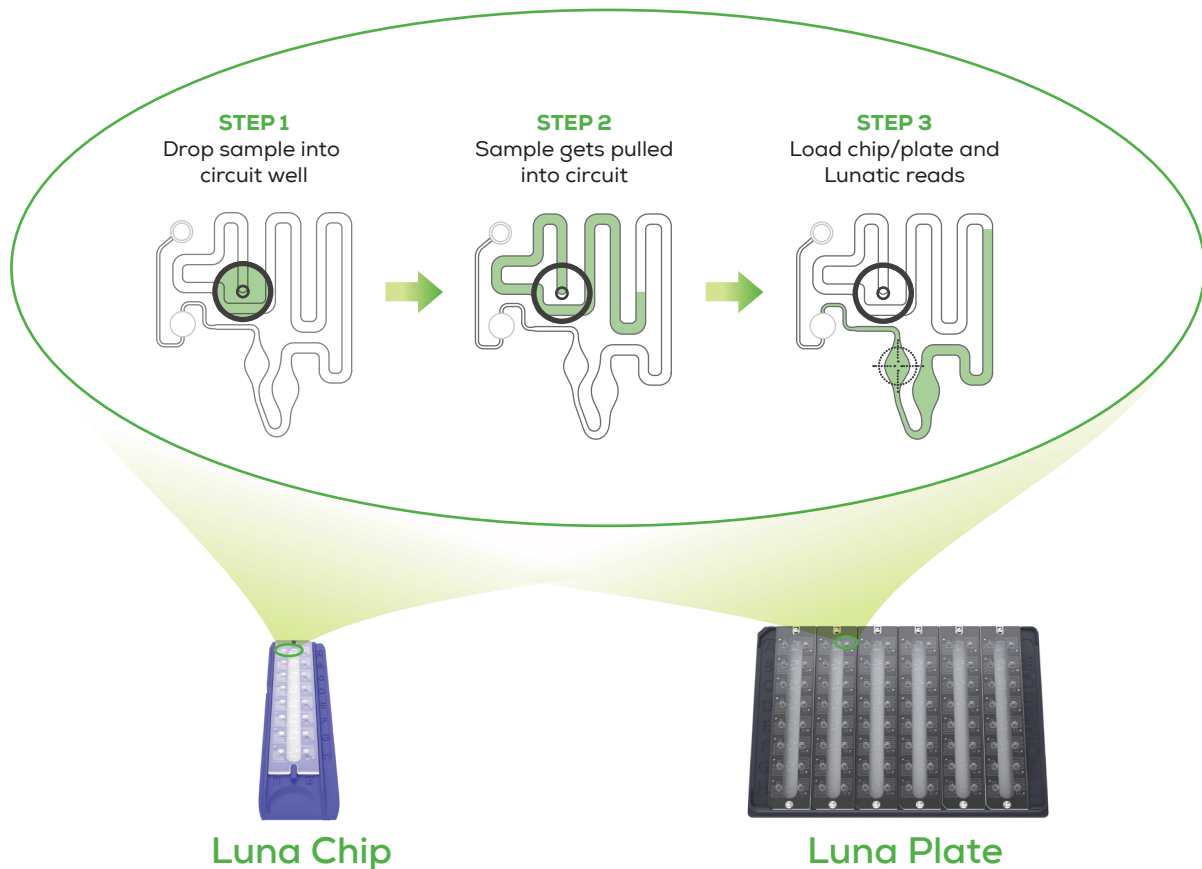 STEP 1
Drop sample into
circuit well
STEP 2
Sample gets pulled
into circuit
STEP 3
Load chip/plate and
Lunatic reads
Luna Chip
Luna Plate